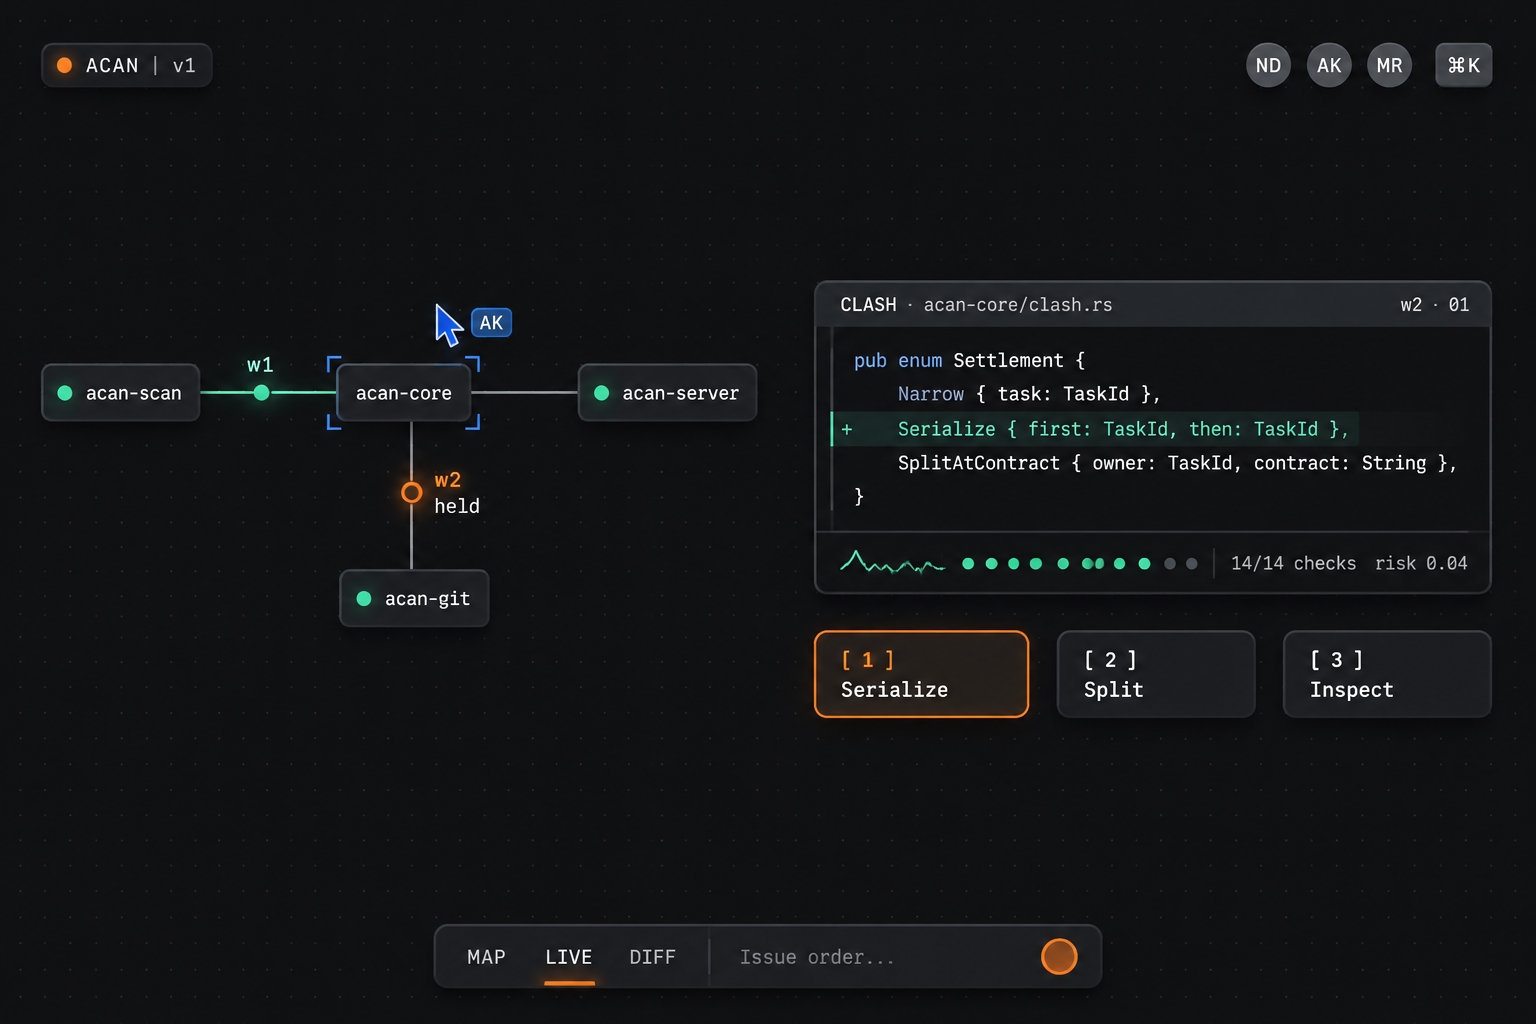 ACAN | v1
ND AK MR ⌘K
AK
w1
acan-scan
acan-core
acan-server
w2
held
acan-git
CLASH · acan-core/clash.rs w2 · 01
pub enum Settlement {
Narrow { task: TaskId },
+ Serialize { first: TaskId, then: TaskId },
SplitAtContract { owner: TaskId, contract: String },
}
14/14 checks risk 0.04
[ 1 ]
Serialize
[ 2 ]
Split
[ 3 ]
Inspect
MAP LIVE DIFF Issue order...